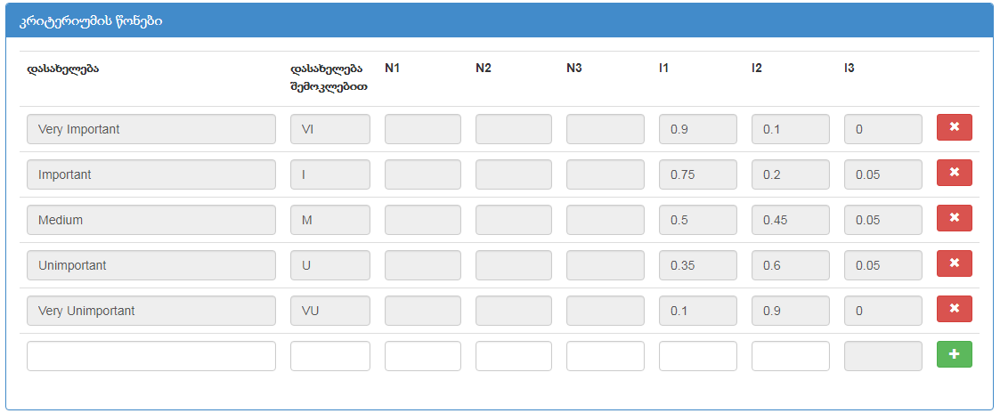 კრიტერიუმის წონები
დასახელება დასახელება შემოკლებით N1 N2 N3 I1 I2 I3
Very Important VI 0.9 0.1 0
Important I 0.75 0.2 0.05
Medium M 0.5 0.45 0.05
Unimportant U 0.35 0.6 0.05
Very Unimportant VU 0.1 0.9 0